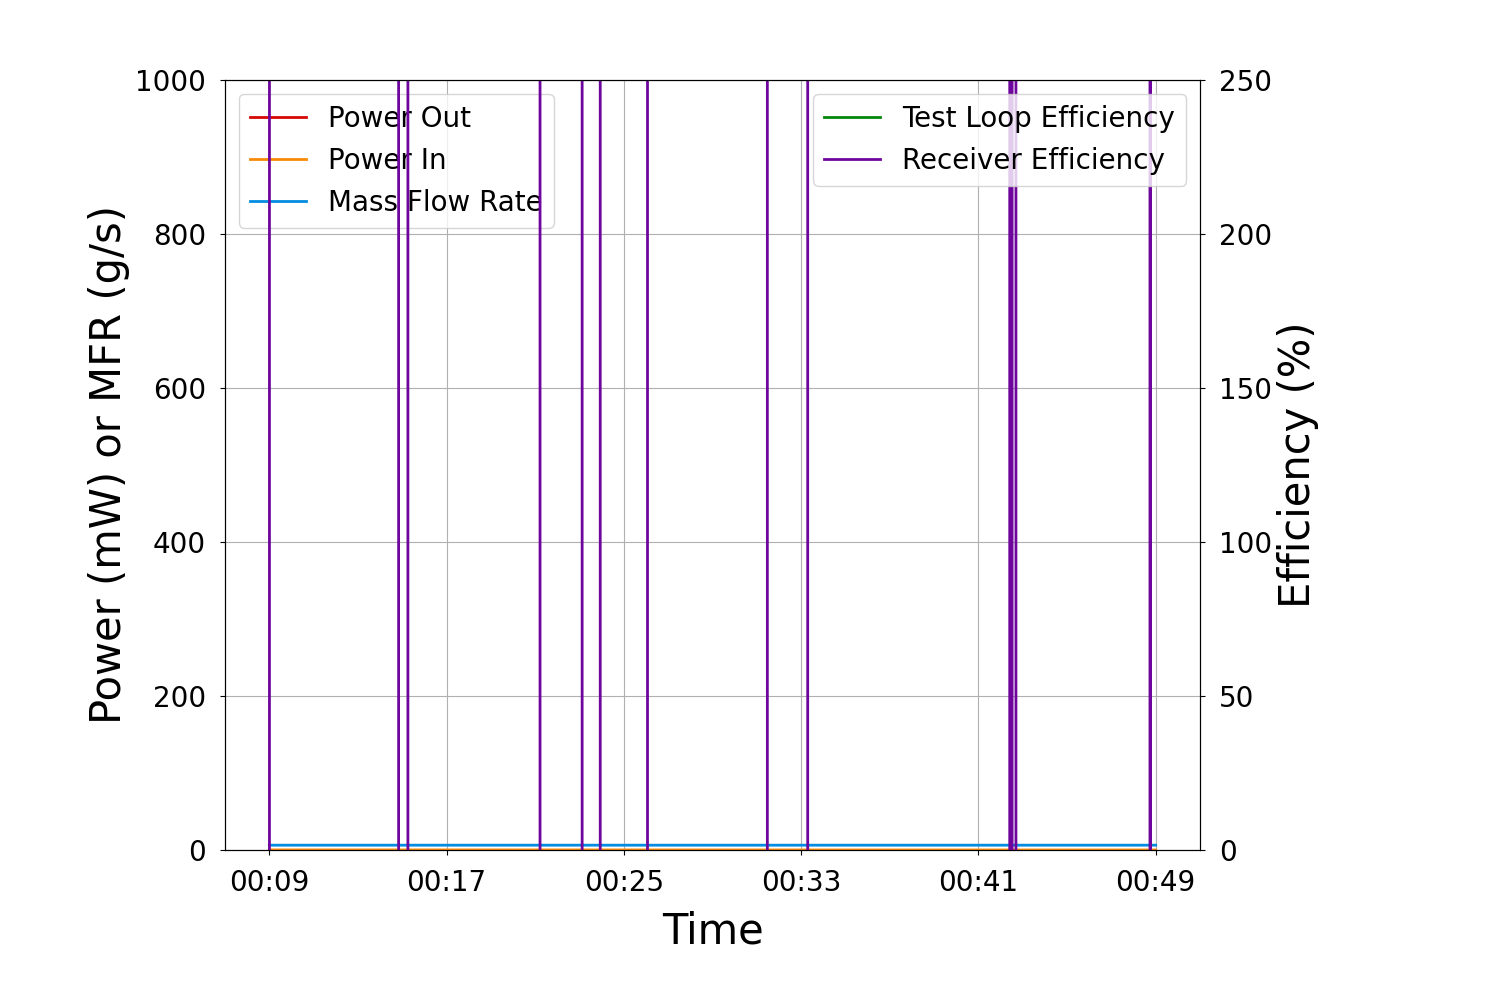 1000
800
600
400
200
0
Power (mW) or MFR (g/s)
Power Out
Power In
Mass Flow Rate
Test Loop Efficiency
Receiver Efficiency
250
200
150
100
50
0
Efficiency (%)
00:09 00:17 00:25 00:33 00:41 00:49
Time